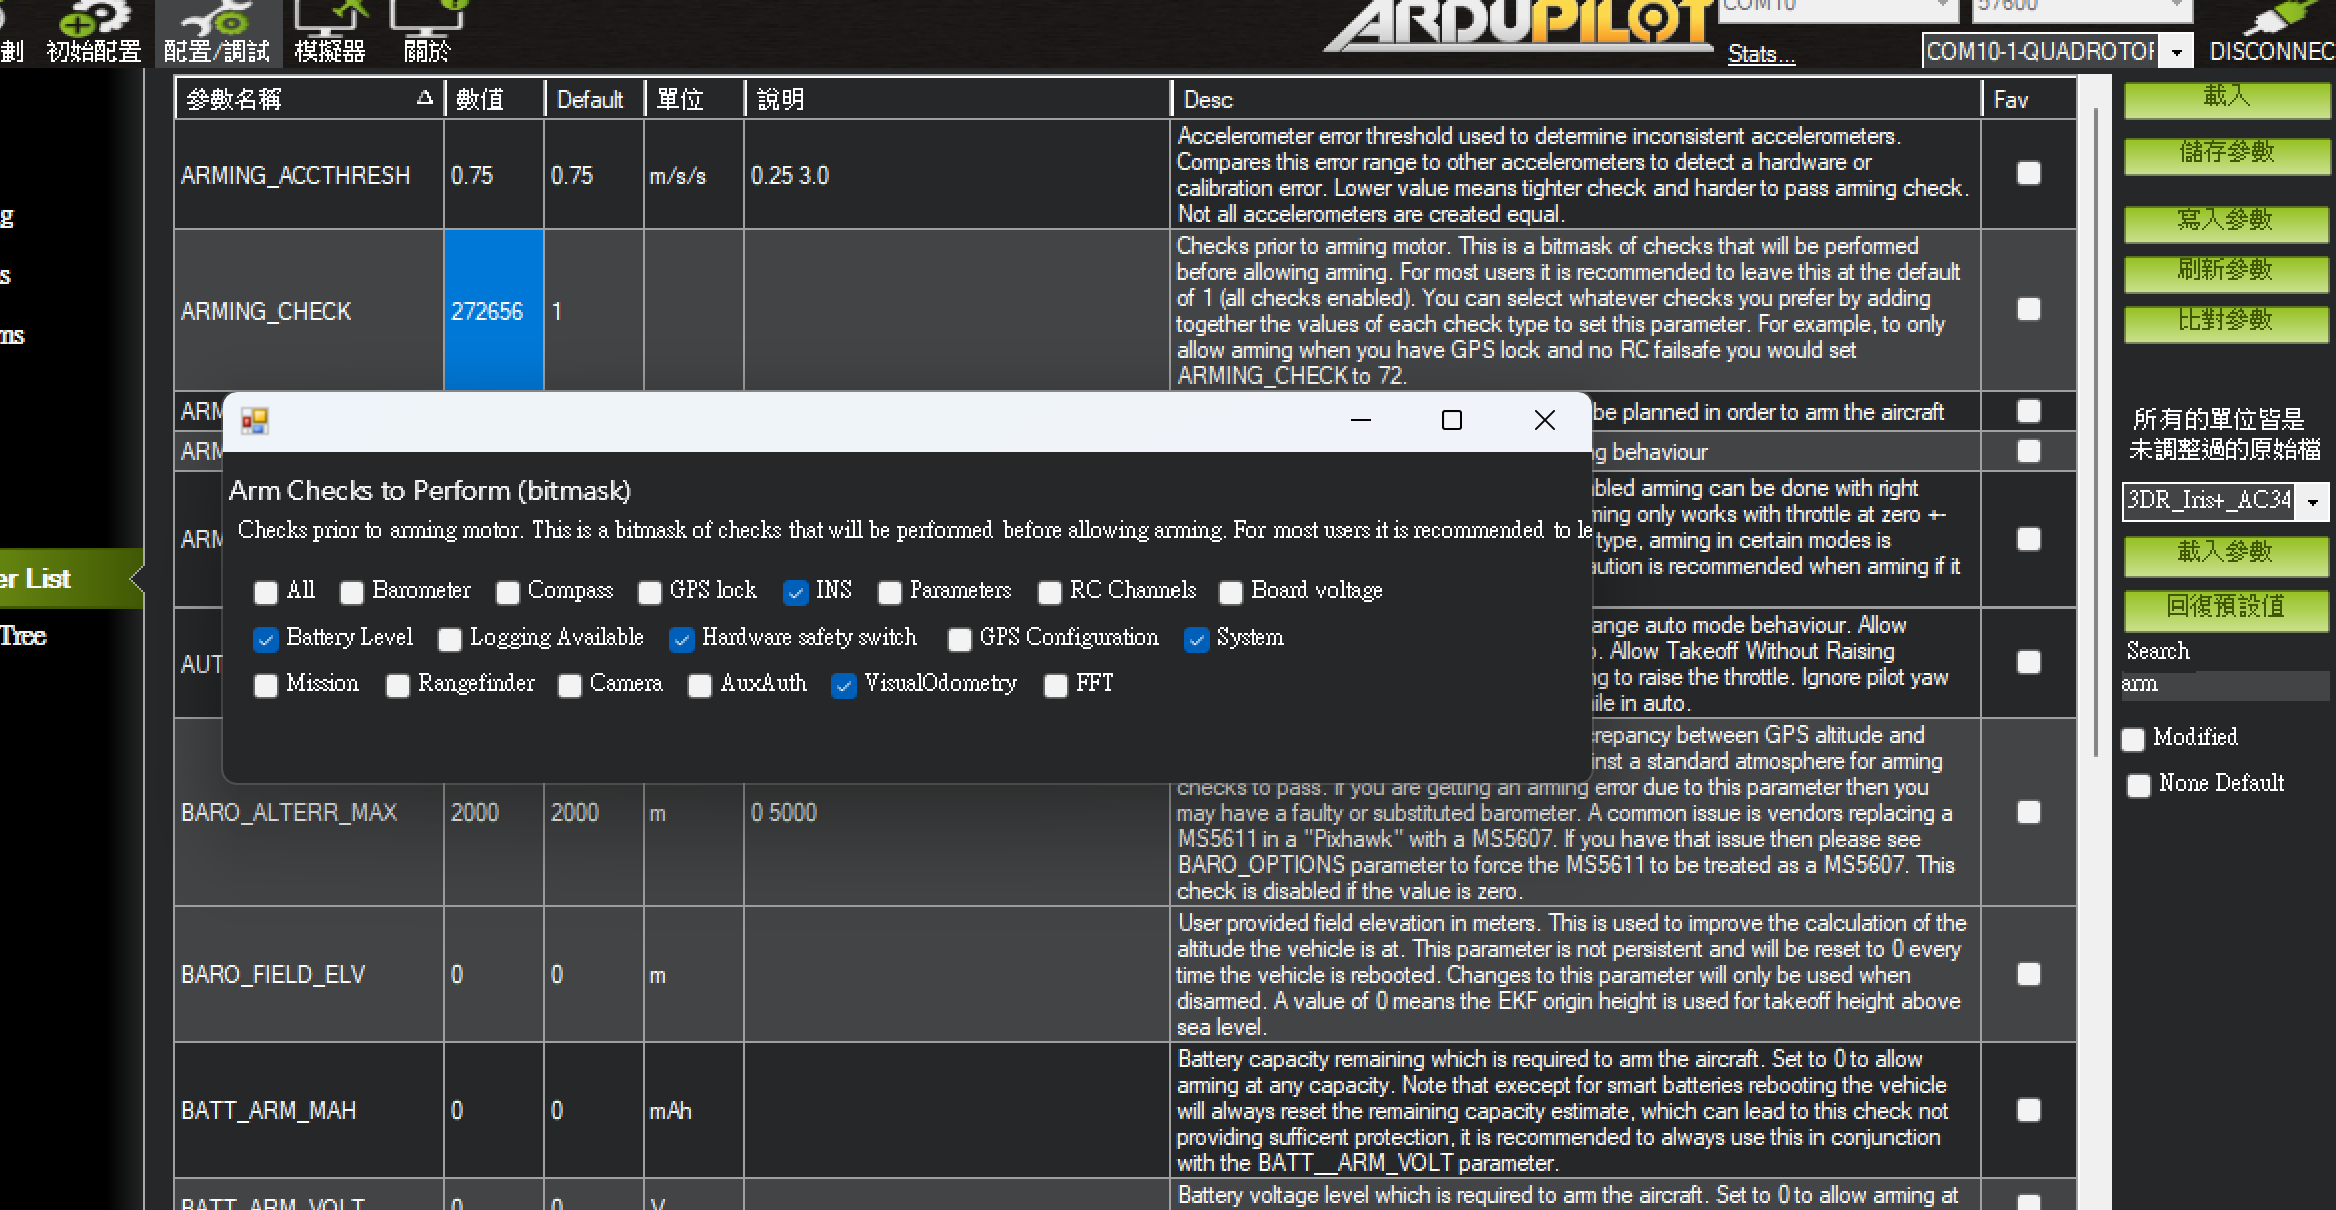 劃 初始配置 配置/調試 模擬器 關於
ARDUPILOT
COM10 57600
Stats... COM10-1-QUADROTOR DISCONNEC
參數名稱 數值 Default 單位 說明 Desc Fav
ARMING_ACCTHRESH 0.75 0.75 m/s/s 0.25 3.0
Accelerometer error threshold used to determine inconsistent accelerometers.
Compares this error range to other accelerometers to detect a hardware or
calibration error. Lower value means tighter check and harder to pass arming check.
Not all accelerometers are created equal.
ARMING_CHECK 272656 1
Checks prior to arming motor. This is a bitmask of checks that will be performed
before allowing arming. For most users it is recommended to leave this at the default
of 1 (all checks enabled). You can select whatever checks you prefer by adding
together the values of each check type to set this parameter. For example, to only
allow arming when you have GPS lock and no RC failsafe you would set
ARMING_CHECK to 72.
ARM be planned in order to arm the aircraft
ARM g behaviour
ARM
bled arming can be done with right
ning only works with throttle at zero +-
type, arming in certain modes is
aution is recommended when arming if it
AUT
ange auto mode behaviour. Allow
o. Allow Takeoff Without Raising
ng to raise the throttle. Ignore pilot yaw
ile in auto.
Arm Checks to Perform (bitmask)
Checks prior to arming motor. This is a bitmask of checks that will be performed before allowing arming. For most users it is recommended to le
All Barometer Compass GPS lock INS Parameters RC Channels Board voltage
Battery Level Logging Available Hardware safety switch GPS Configuration System
Mission Rangefinder Camera AuxAuth VisualOdometry FFT
BARO_ALTERR_MAX 2000 2000 m 0 5000
crepancy between GPS altitude and
inst a standard atmosphere for arming
checks to pass. If you are getting an arming error due to this parameter then you
may have a faulty or substituted barometer. A common issue is vendors replacing a
MS5611 in a "Pixhawk" with a MS5607. If you have that issue then please see
BARO_OPTIONS parameter to force the MS5611 to be treated as a MS5607. This
check is disabled if the value is zero.
BARO_FIELD_ELV 0 0 m
User provided field elevation in meters. This is used to improve the calculation of the
altitude the vehicle is at. This parameter is not persistent and will be reset to 0 every
time the vehicle is rebooted. Changes to this parameter will only be used when
disarmed. A value of 0 means the EKF origin height is used for takeoff height above
sea level.
BATT_ARM_MAH 0 0 mAh
Battery capacity remaining which is required to arm the aircraft. Set to 0 to allow
arming at any capacity. Note that execept for smart batteries rebooting the vehicle
will always reset the remaining capacity estimate, which can lead to this check not
providing sufficent protection, it is recommended to always use this in conjunction
with the BATT__ARM_VOLT parameter.
BATT_ARM_VOLT 0 0 V
Battery voltage level which is required to arm the aircraft. Set to 0 to allow arming at
g
s
ms
er List
Tree
載入
儲存參數
寫入參數
刷新參數
比對參數
所有的單位皆是
未調整過的原始檔
3DR_Iris+_AC34
載入參數
回復預設值
Search
arm
Modified
None Default